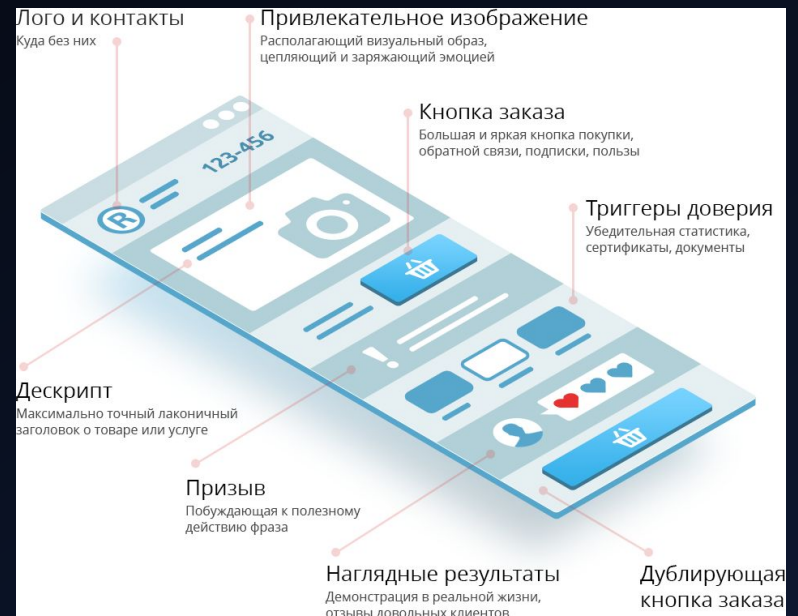 Лого и контакты
Куда без них
Привлекательное изображение
Располагающий визуальный образ,
цепляющий и заряжающий эмоцией
Кнопка заказа
Большая и яркая кнопка покупки,
обратной связи, подписки, пользы
Триггеры доверия
Убедительная статистика,
сертификаты, документы
123-456
R
Дескрипт
Максимально точный лаконичный
заголовок о товаре или услуге
Призыв
Побуждающая к полезному
действию фраза
Наглядные результаты
Демонстрация в реальной жизни,
отзывы довольных клиентов
Дублирующая
кнопка заказа